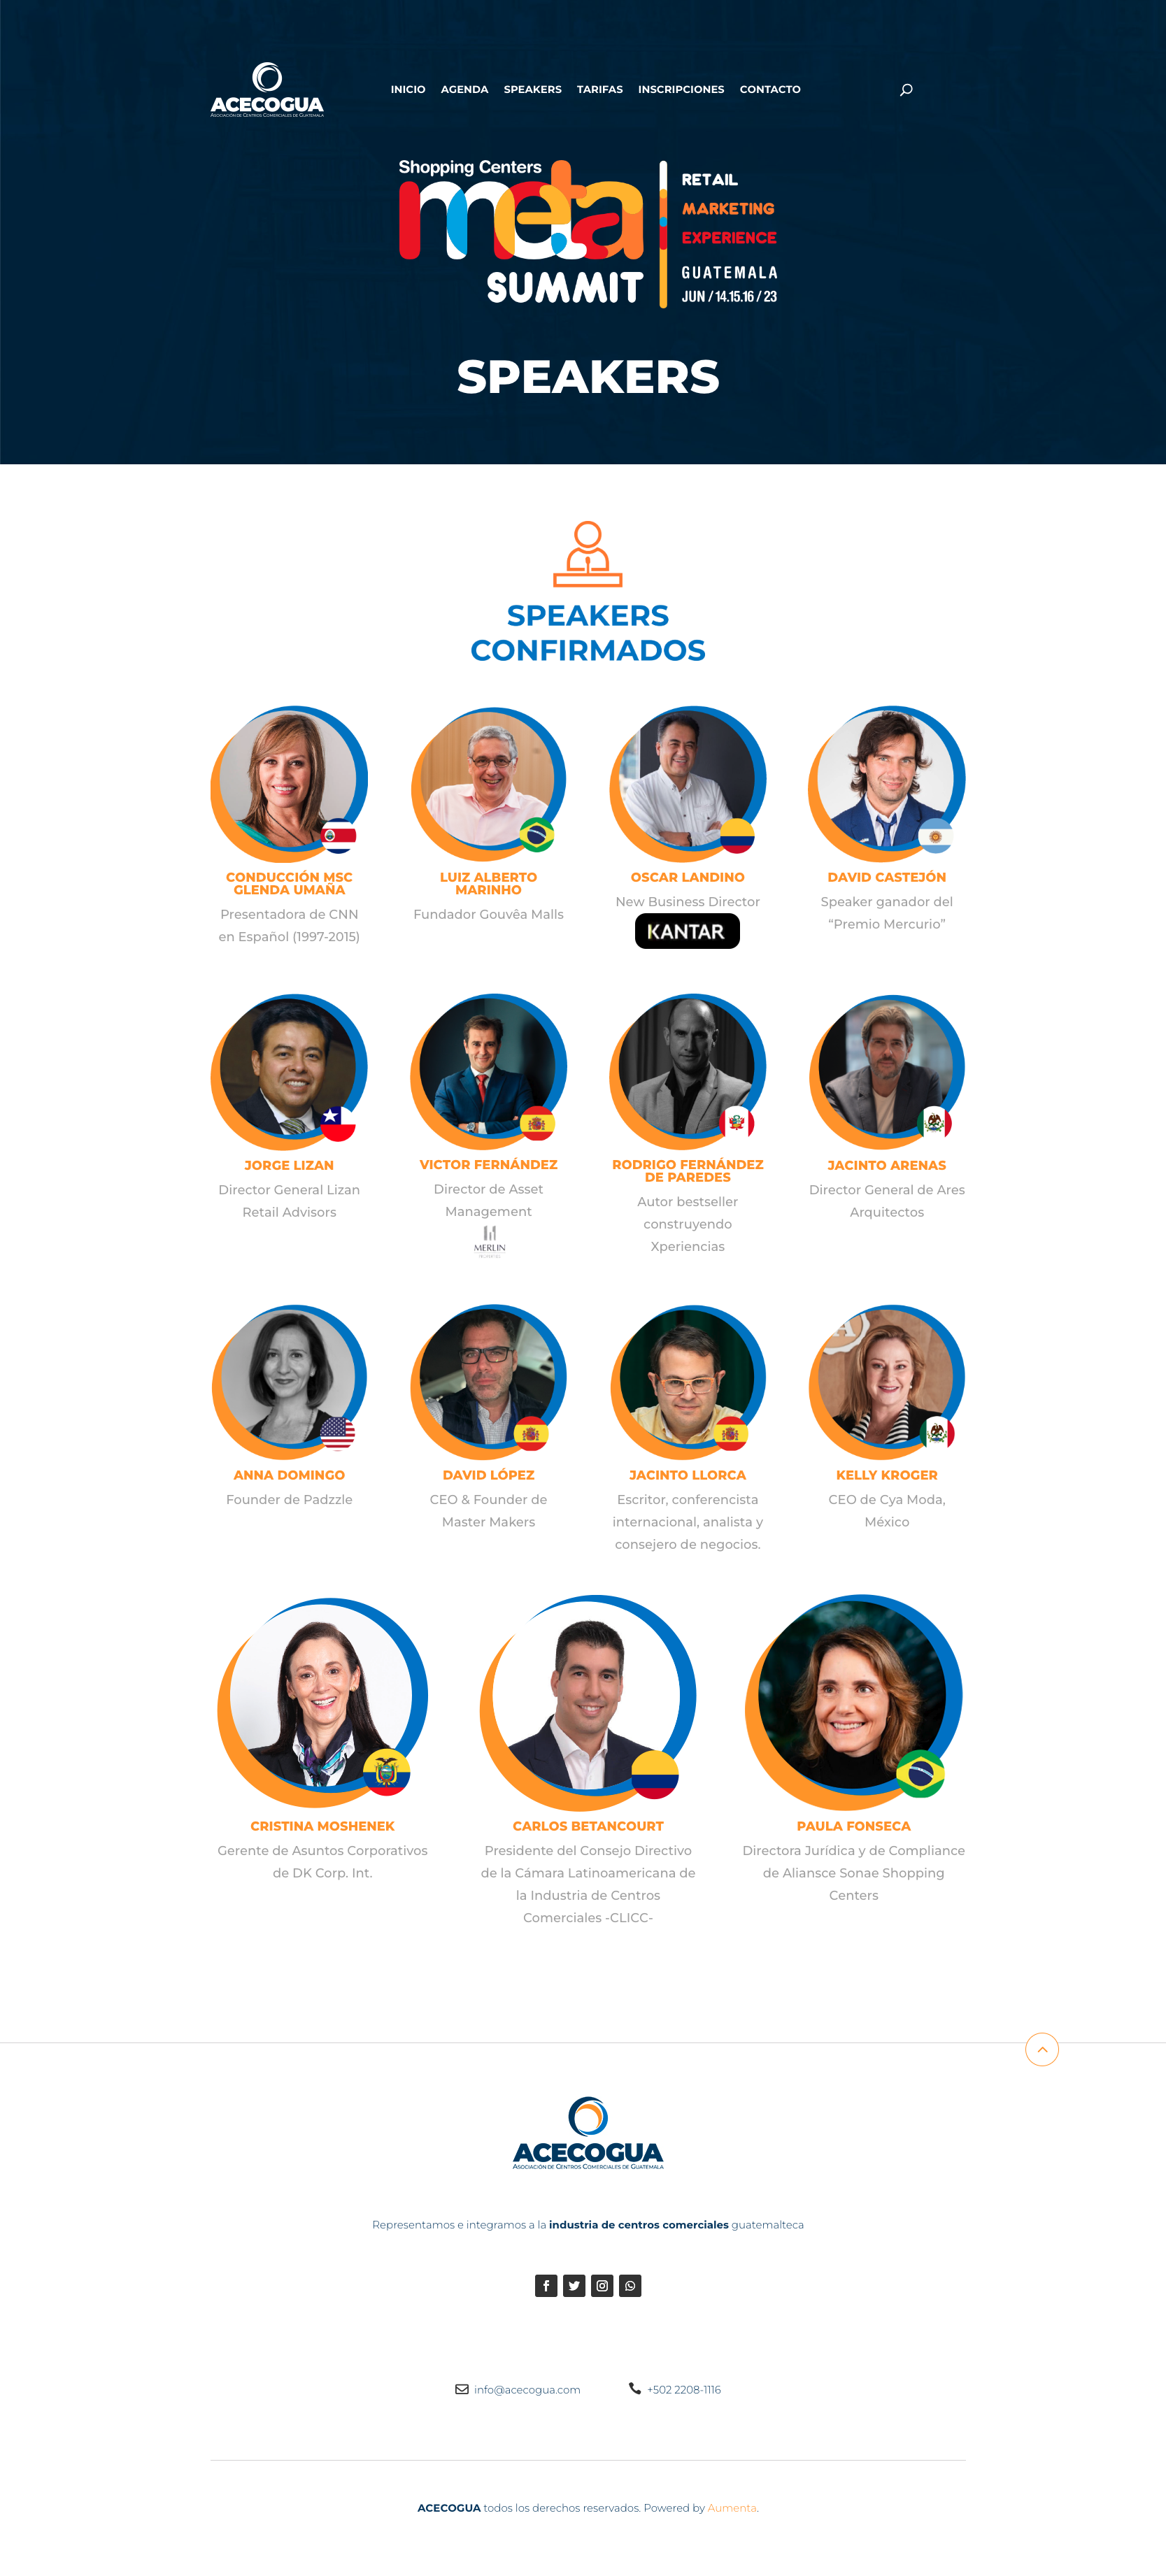 ACECOGUA
ASOCIACIÓN DE CENTROS COMERCIALES DE GUATEMALA
INICIO AGENDA SPEAKERS TARIFAS INSCRIPCIONES CONTACTO
Shopping Centers
meta
SUMMIT
RETAIL
MARKETING
EXPERIENCE
GUATEMALA
JUN / 14.15.16 / 23
SPEAKERS
SPEAKERS
CONFIRMADOS
CONDUCCIÓN MSC
GLENDA UMAÑA
Presentadora de CNN
en Español (1997-2015)
LUIZ ALBERTO
MARINHO
Fundador Gouvêa Malls
OSCAR LANDINO
New Business Director
KANTAR
DAVID CASTEJÓN
Speaker ganador del
“Premio Mercurio”
JORGE LIZAN
Director General Lizan
Retail Advisors
VICTOR FERNÁNDEZ
Director de Asset
Management
MERLIN
RODRIGO FERNÁNDEZ
DE PAREDES
Autor bestseller
construyendo
Xperiencias
JACINTO ARENAS
Director General de Ares
Arquitectos
ANNA DOMINGO
Founder de Padzzle
DAVID LÓPEZ
CEO & Founder de
Master Makers
JACINTO LLORCA
Escritor, conferencista
internacional, analista y
consejero de negocios.
KELLY KROGER
CEO de Cya Moda,
México
CRISTINA MOSHENEK
Gerente de Asuntos Corporativos
de DK Corp. Int.
CARLOS BETANCOURT
Presidente del Consejo Directivo
de la Cámara Latinoamericana de
la Industria de Centros
Comerciales -CLICC-
PAULA FONSECA
Directora Jurídica y de Compliance
de Aliansce Sonae Shopping
Centers
ACECOGUA
ASOCIACIÓN DE CENTROS COMERCIALES DE GUATEMALA
Representamos e integramos a la industria de centros comerciales guatemalteca
info@acecogua.com
+502 2208-1116
ACECOGUA todos los derechos reservados. Powered by Aumenta.